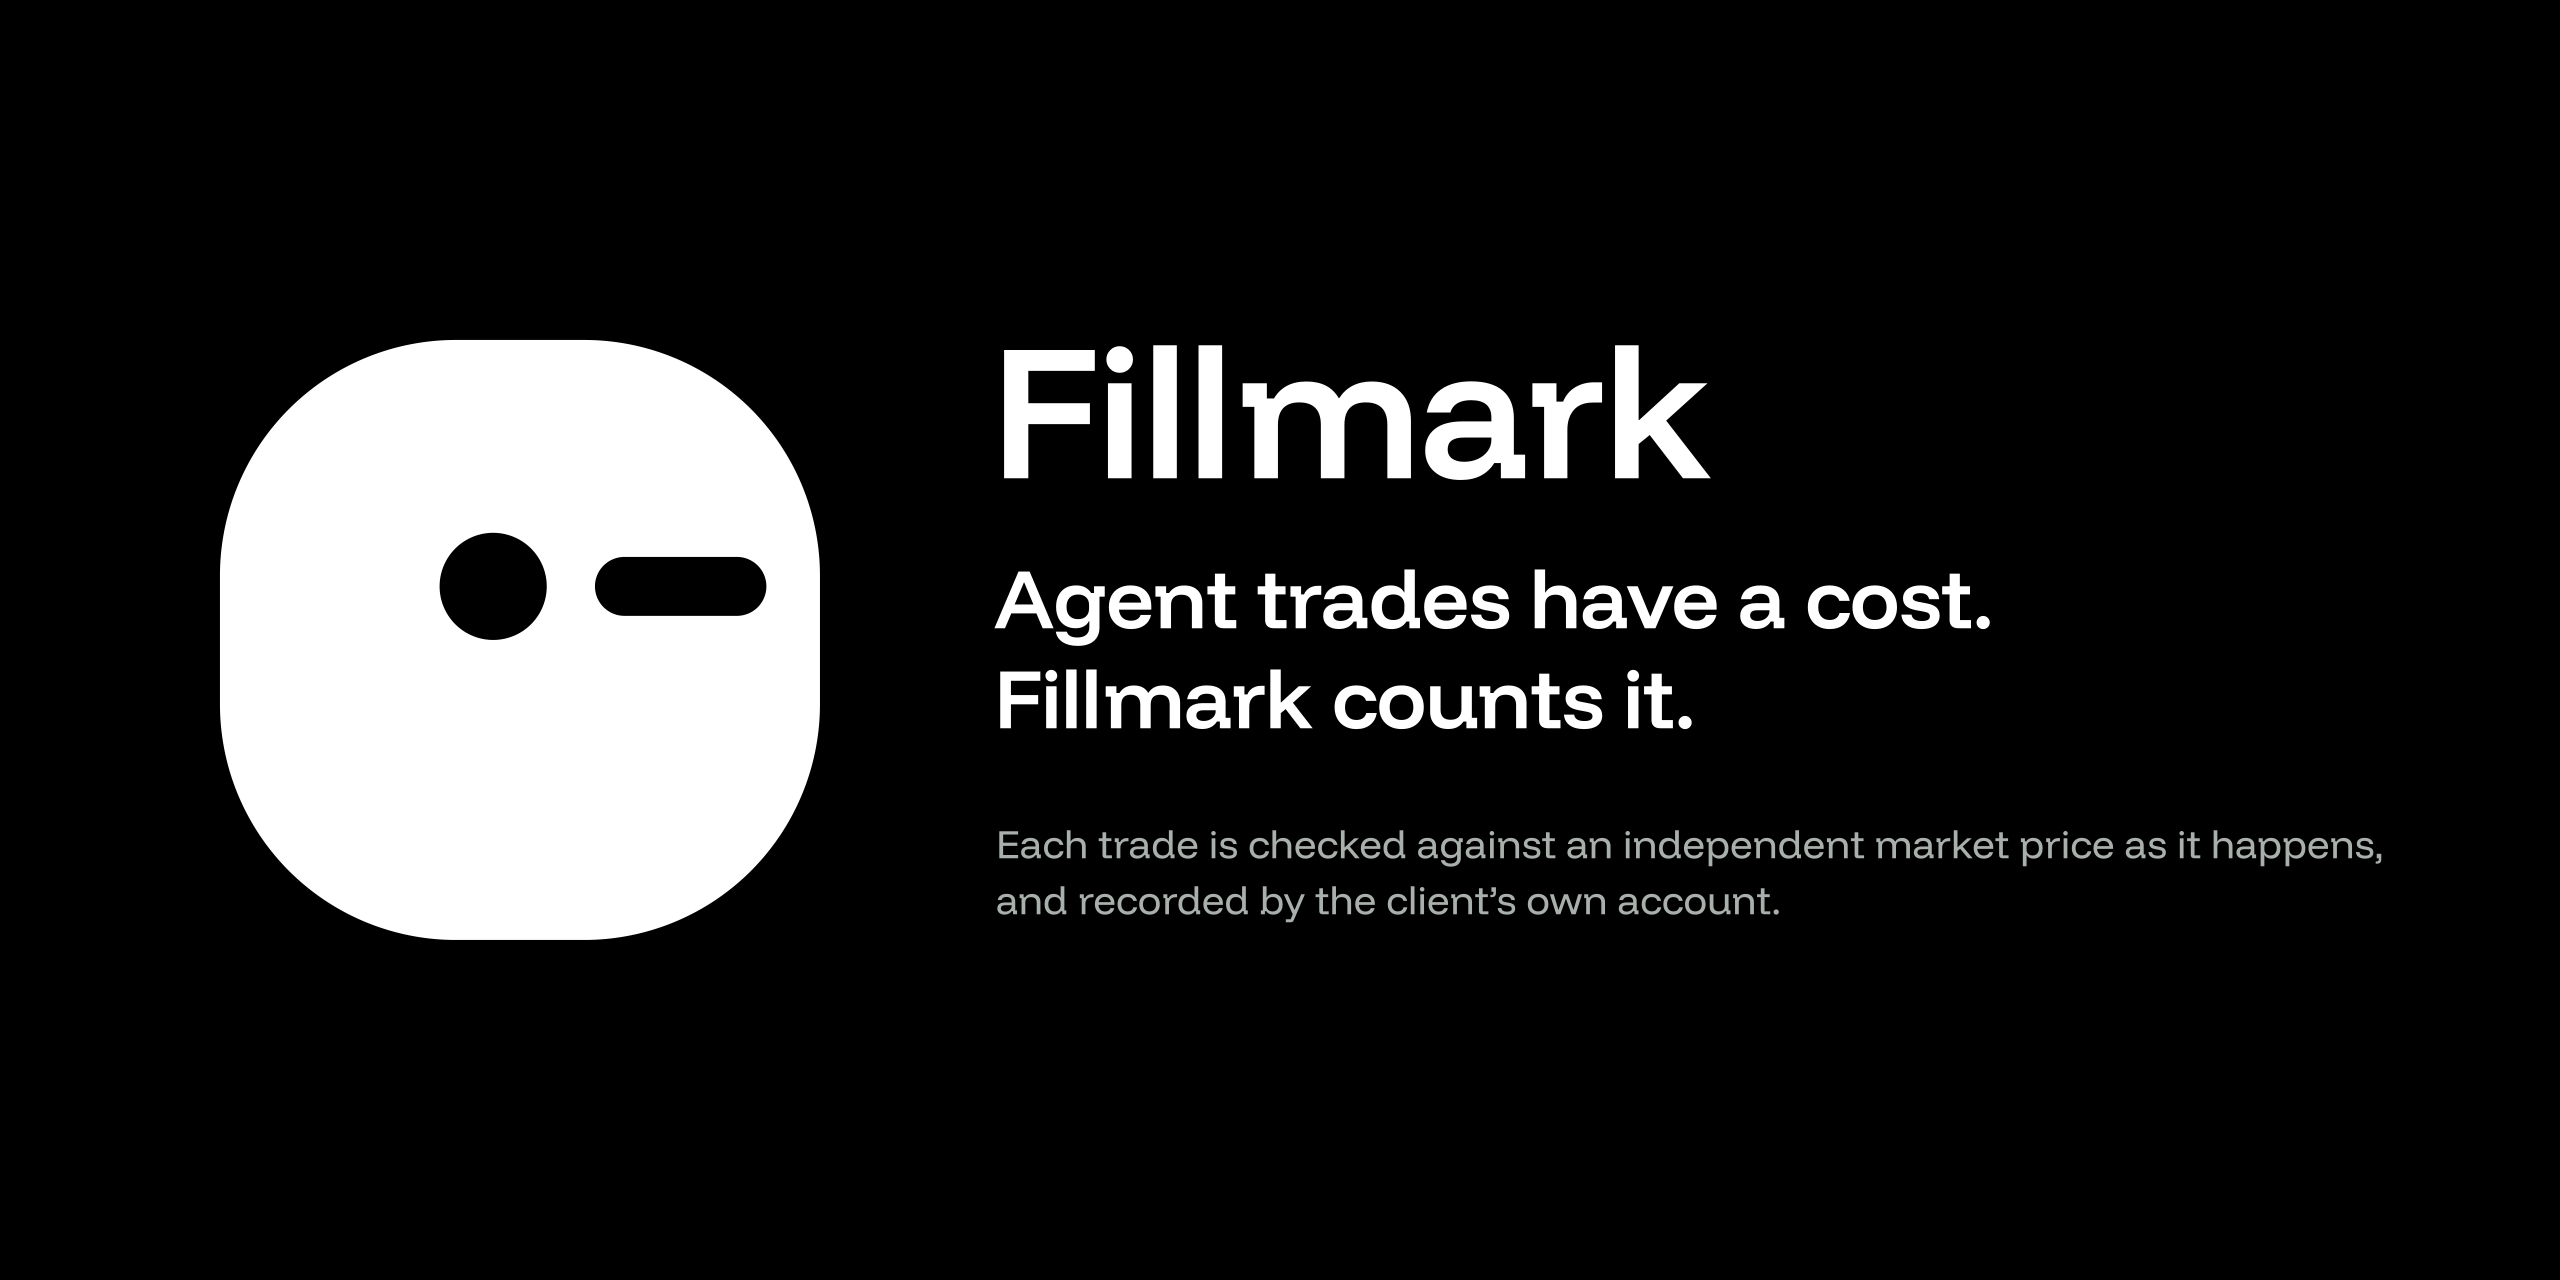 Fillmark
Agent trades have a cost.
Fillmark counts it.
Each trade is checked against an independent market price as it happens,
and recorded by the client’s own account.